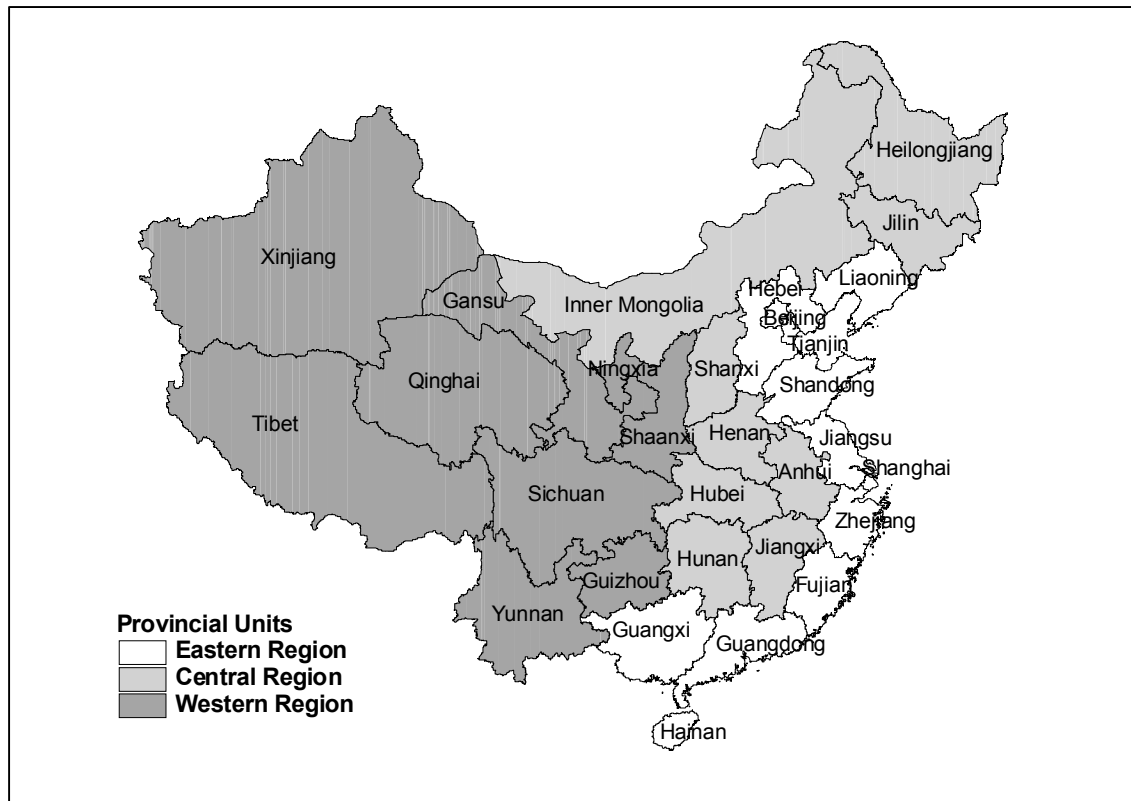 Heilongjiang
Jilin
Xinjiang
Liaoning
Hebei
Gansu
Inner Mongolia
Beijing
Tianjin
Ningxia
Shanxi
Qinghai
Shandong
Tibet
Shaanxi
Henan
Jiangsu
Anhui
Shanghai
Sichuan
Hubei
Zhejiang
Hunan
Jiangxi
Guizhou
Fujian
Yunnan
Guangxi
Guangdong
Hainan
Provincial Units
Eastern Region
Central Region
Western Region